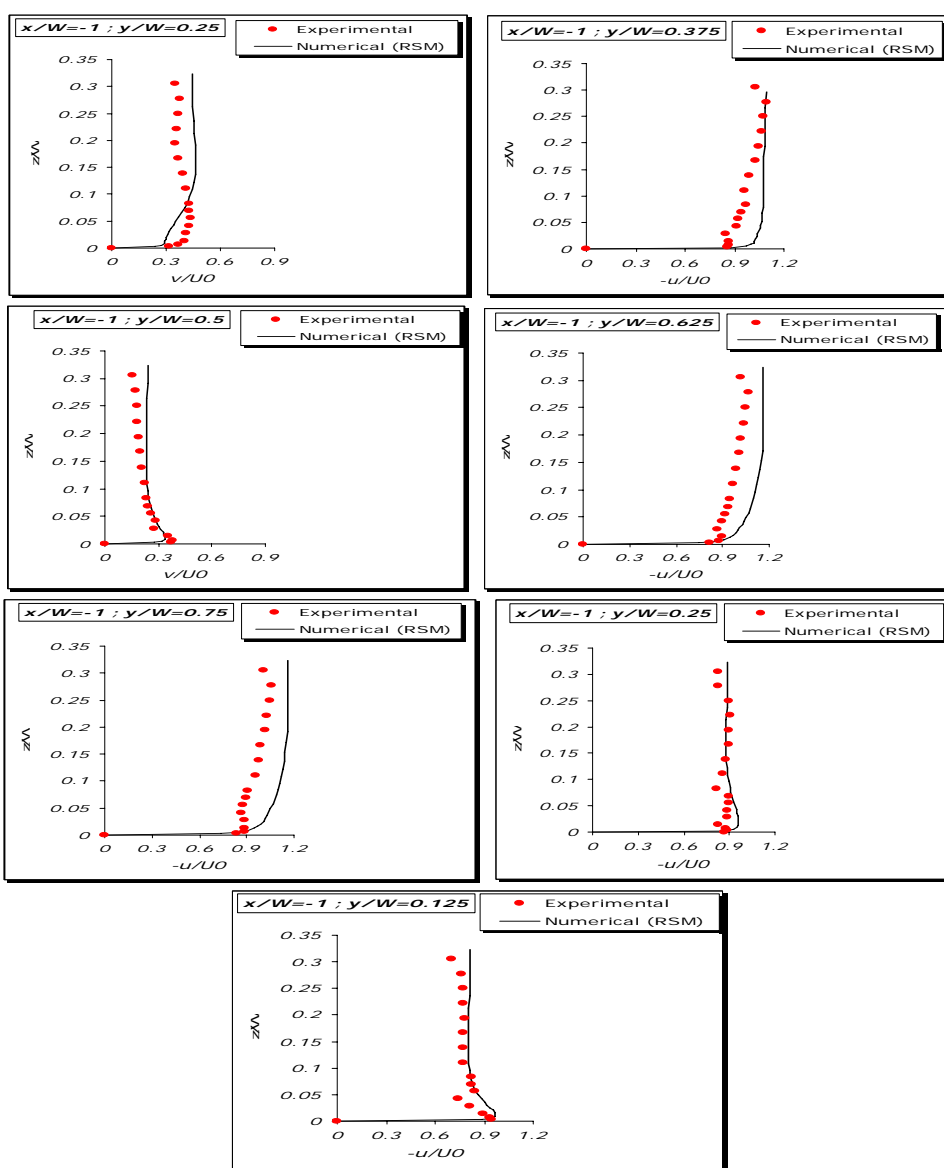 x/W=-1 ; y/W=0.25
Experimental
Numerical (RSM)
0.35
0.3
0.25
0.2
0.15
0.1
0.05
0
z/W
0 0.3 0.6 0.9
v/U0
x/W=-1 ; y/W=0.375
Experimental
Numerical (RSM)
0.35
0.3
0.25
0.2
0.15
0.1
0.05
0
z/W
0 0.3 0.6 0.9 1.2
-u/U0
x/W=-1 ; y/W=0.5
Experimental
Numerical (RSM)
0.35
0.3
0.25
0.2
0.15
0.1
0.05
0
z/W
0 0.3 0.6 0.9
v/U0
x/W=-1 ; y/W=0.625
Experimental
Numerical (RSM)
0.35
0.3
0.25
0.2
0.15
0.1
0.05
0
z/W
0 0.3 0.6 0.9 1.2
-u/U0
x/W=-1 ; y/W=0.75
Experimental
Numerical (RSM)
0.35
0.3
0.25
0.2
0.15
0.1
0.05
0
z/W
0 0.3 0.6 0.9 1.2
-u/U0
x/W=-1 ; y/W=0.25
Experimental
Numerical (RSM)
0.35
0.3
0.25
0.2
0.15
0.1
0.05
0
z/W
0 0.3 0.6 0.9 1.2
-u/U0
x/W=-1 ; y/W=0.125
Experimental
Numerical (RSM)
0.35
0.3
0.25
0.2
0.15
0.1
0.05
0
z/W
0 0.3 0.6 0.9 1.2
-u/U0